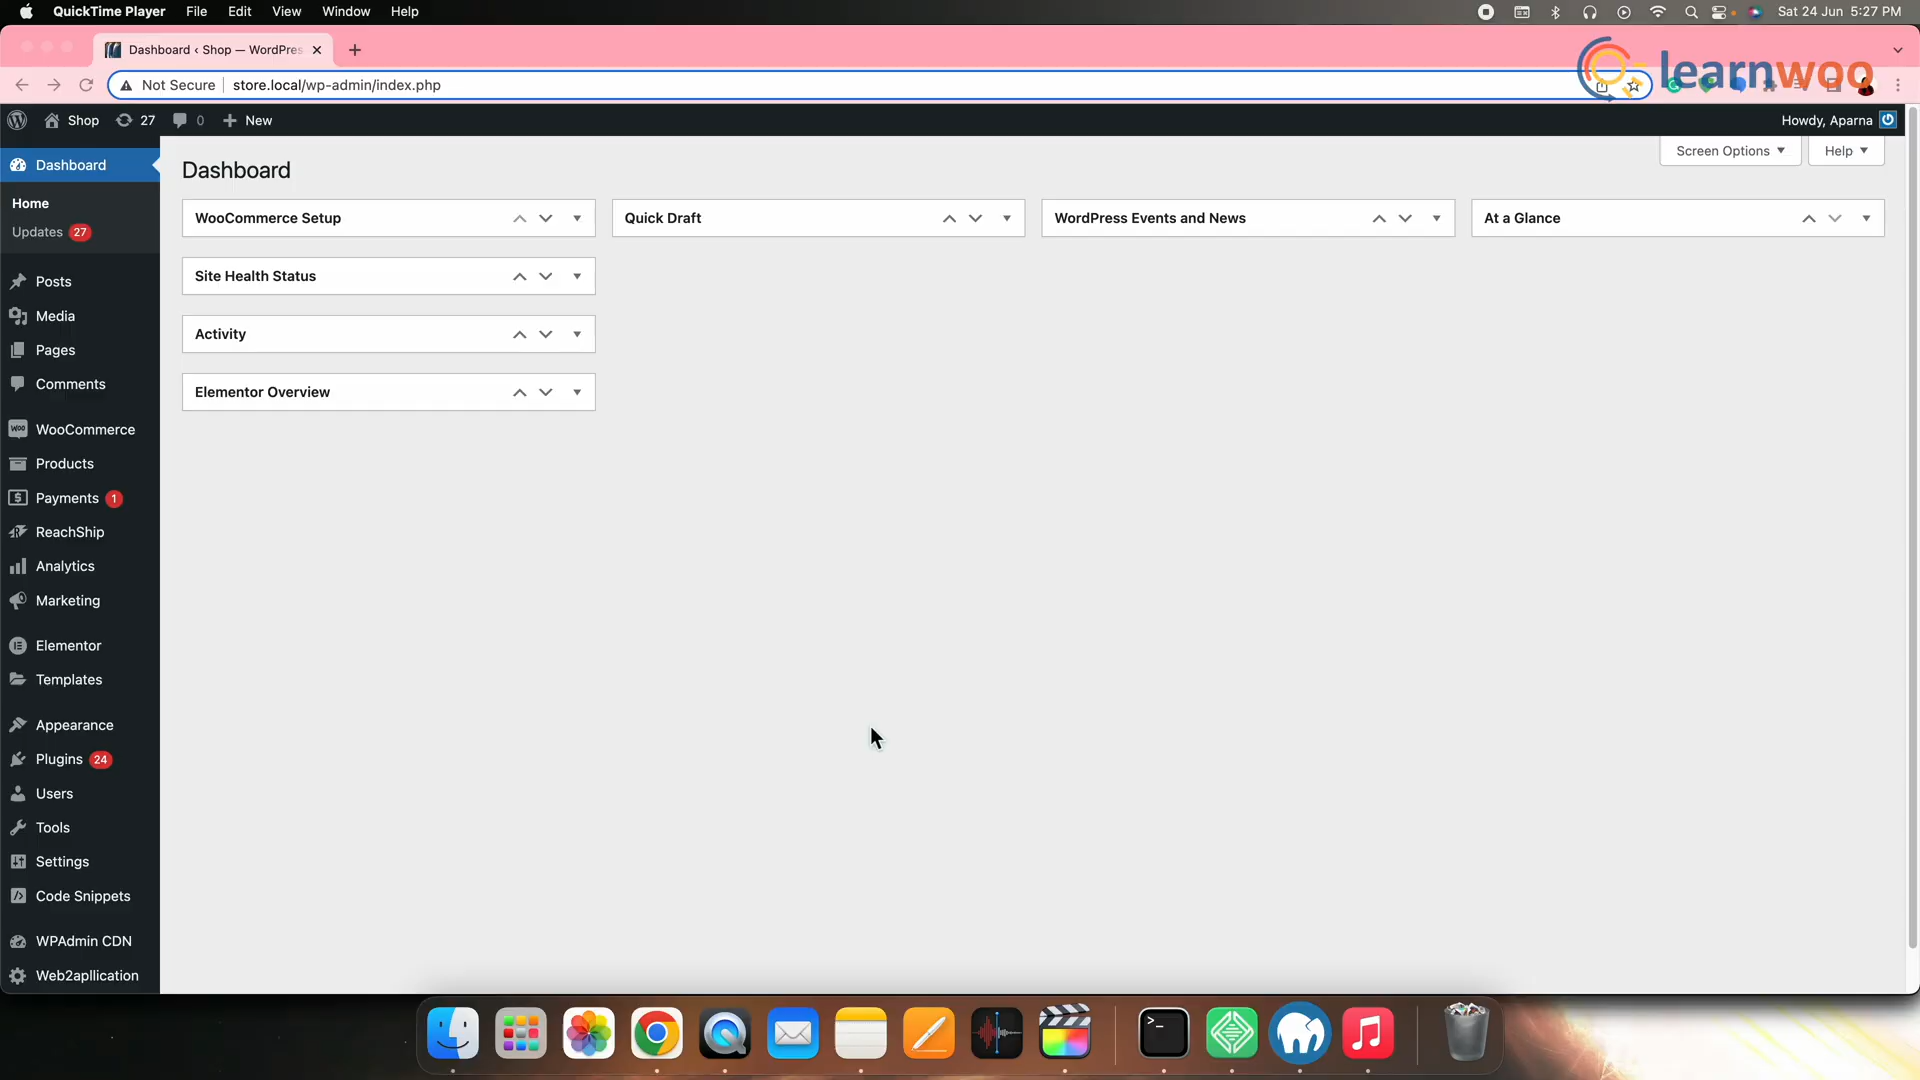 QuickTime Player File Edit View Window Help
Sat 24 Jun 5:27 PM
Dashboard ‹ Shop — WordPres
learnwoo
Not Secure store.local/wp-admin/index.php
Shop 27 0 New
Howdy, Aparna
Screen Options Help
Dashboard
Home
Updates 27
Posts
Media
Pages
Comments
WooCommerce
Products
Payments 1
ReachShip
Analytics
Marketing
Elementor
Templates
Appearance
Plugins 24
Users
Tools
Settings
Code Snippets
WPAdmin CDN
Web2apllication
Dashboard
WooCommerce Setup
Quick Draft
WordPress Events and News
At a Glance
Site Health Status
Activity
Elementor Overview